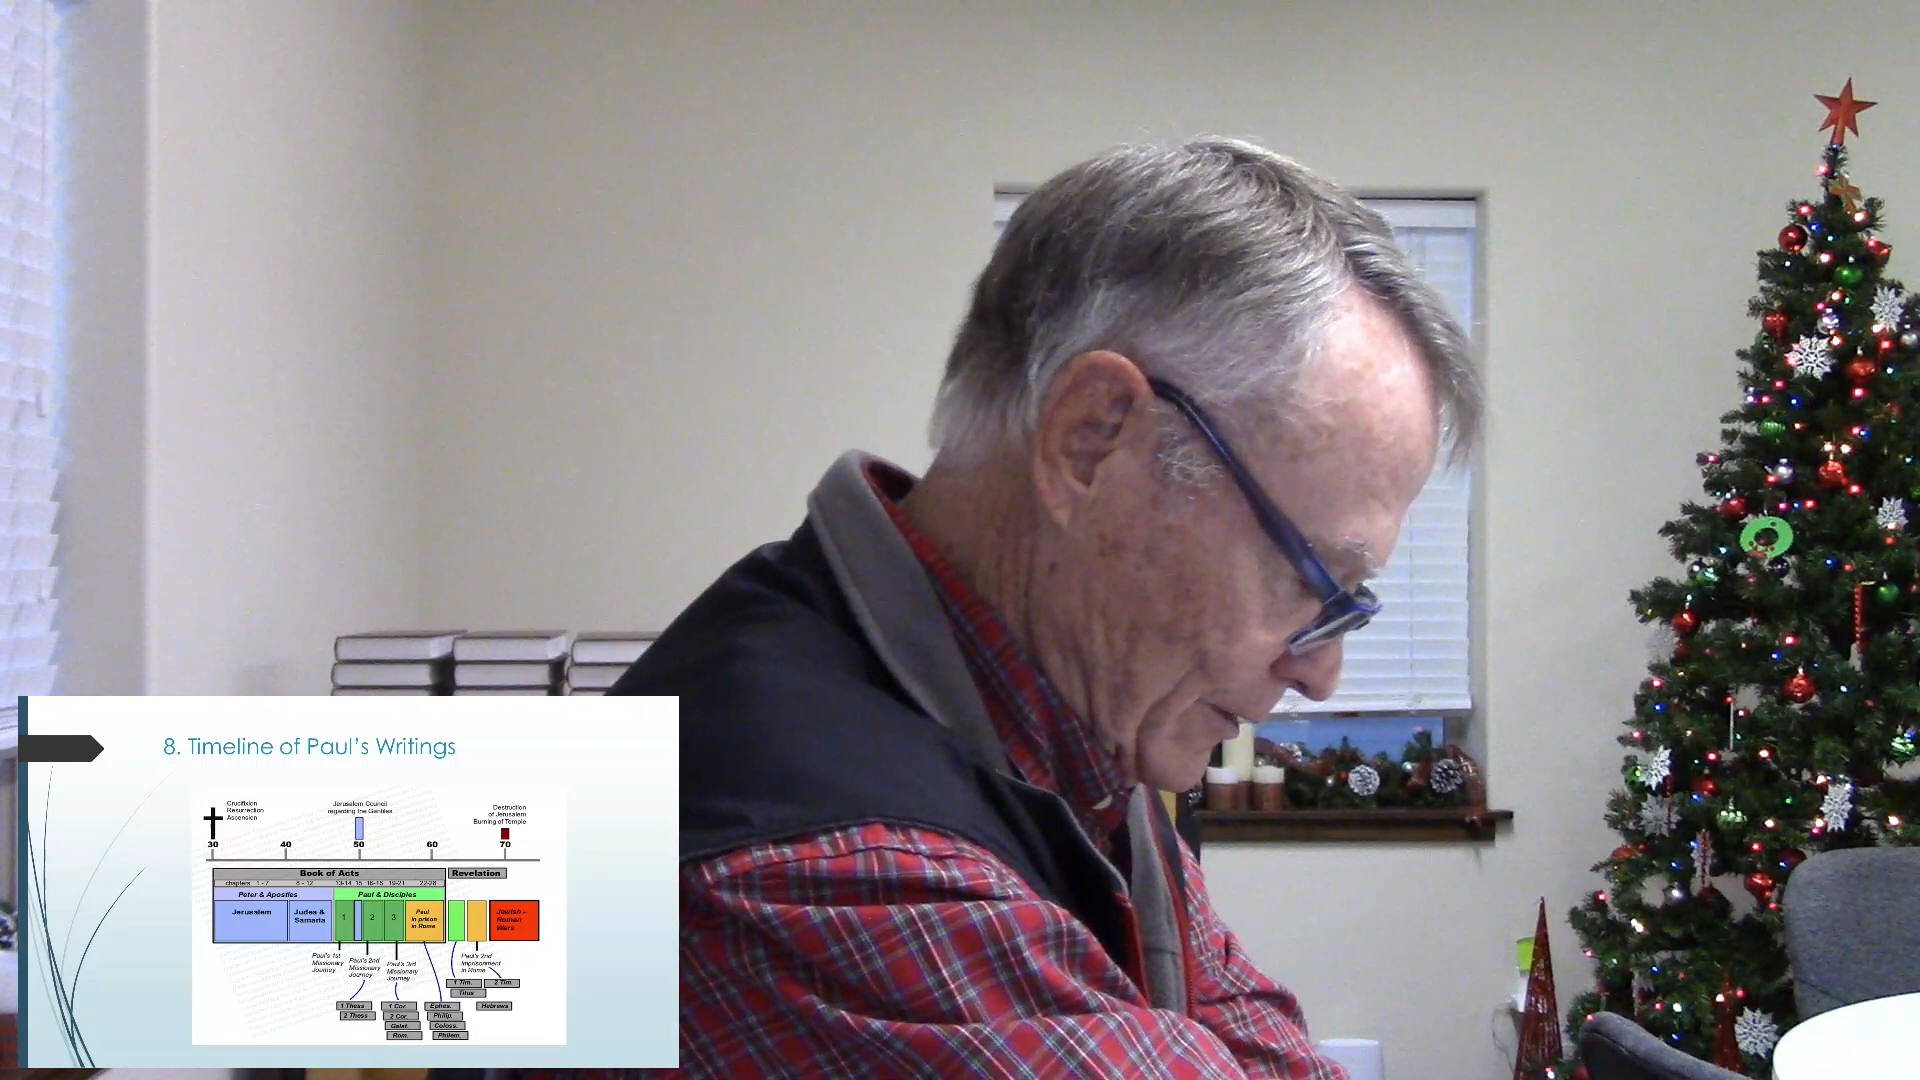 8. Timeline of Paul's Writings
Crucifixion
Resurrection
Ascension
Jerusalem Council
regarding the Gentiles
Destruction
of Jerusalem
Burning of Temple
30 40 50 60 70
Book of Acts
Revelation
chapters 1 - 7 8 - 12 13-14 15 16-18 19-21 22-28
Peter & Apostles
Paul & Disciples
Jerusalem
Judea &
Samaria
1 2 3
Paul
in prison
in Rome
Jewish -
Roman
Wars
Paul's 1st
Missionary
Journey
Paul's 2nd
Missionary
Journey
Paul's 3rd
Missionary
Journey
Paul's 2nd
Imprisonment
in Rome
1 Tim.
2 Tim.
Titus
1 Thess
2 Thess
1 Cor.
2 Cor.
Galat.
Rom.
Ephes.
Philip.
Coloss.
Philem.
Hebrews